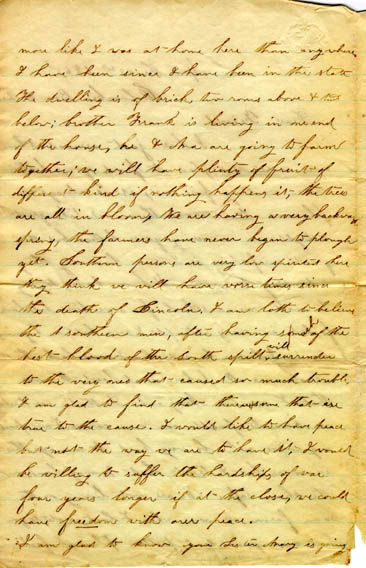 more like I was at home here than anywhere
I have been since I have been in the state
The dwelling is of brick, two rooms above & two
below; brother Frank is living in one end
of the house, he & are going to farm
together; we will have plenty of fruit of
different kind if nothing happens it; the trees
are all in bloom, We are having a very backward
spring, the farmers have never began to plough
yet. Southern persons are very low spirited here
they think we will have worse times since
the death of Lincoln. I am loth to believe
the southern men, after having some of the
best blood of the South spilt, will surrender
to the very ones that caused so much trouble
I am glad to find that there some that are
true to the cause. I would like to have peace
but not the way we are to have it, I would
be willing to suffer the hardships of war
four years longer if at the close, we could
have freedom with our peace.
I am glad to know your Sister is going